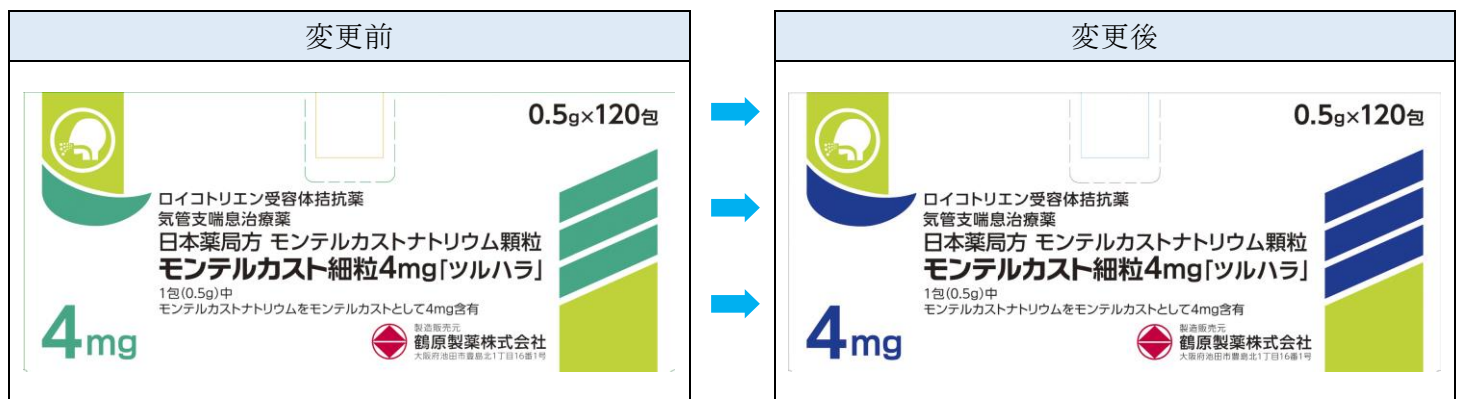 変更前
0.5g×120包
ロイコトリエン受容体拮抗薬
気管支喘息治療薬
日本薬局方 モンテルカストナトリウム顆粒
モンテルカスト細粒4mg「ツルハラ」
1包(0.5g)中
モンテルカストナトリウムをモンテルカストとして4mg含有
4mg
製造販売元
鶴原製薬株式会社
大阪府池田市豊島北1丁目16番1号
変更後
0.5g×120包
ロイコトリエン受容体拮抗薬
気管支喘息治療薬
日本薬局方 モンテルカストナトリウム顆粒
モンテルカスト細粒4mg「ツルハラ」
1包(0.5g)中
モンテルカストナトリウムをモンテルカストとして4mg含有
4mg
製造販売元
鶴原製薬株式会社
大阪府池田市豊島北1丁目16番1号